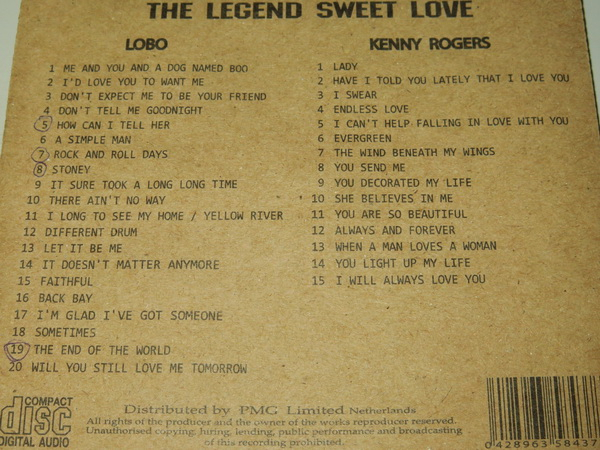 THE LEGEND SWEET LOVE
LOBO
1 ME AND YOU AND A DOG NAMED BOO
2 I'D LOVE YOU TO WANT ME
3 DON'T EXPECT ME TO BE YOUR FRIEND
4 DON'T TELL ME GOODNIGHT
5 HOW CAN I TELL HER
6 A SIMPLE MAN
7 ROCK AND ROLL DAYS
8 STONEY
9 IT SURE TOOK A LONG LONG TIME
10 THERE AIN'T NO WAY
11 I LONG TO SEE MY HOME / YELLOW RIVER
12 DIFFERENT DRUM
13 LET IT BE ME
14 IT DOESN'T MATTER ANYMORE
15 FAITHFUL
16 BACK BAY
17 I'M GLAD I'VE GOT SOMEONE
18 SOMETIMES
19 THE END OF THE WORLD
20 WILL YOU STILL LOVE ME TOMORROW
KENNY ROGERS
1 LADY
2 HAVE I TOLD YOU LATELY THAT I LOVE YOU
3 I SWEAR
4 ENDLESS LOVE
5 I CAN'T HELP FALLING IN LOVE WITH YOU
6 EVERGREEN
7 THE WIND BENEATH MY WINGS
8 YOU SEND ME
9 YOU DECORATED MY LIFE
10 SHE BELIEVES IN ME
11 YOU ARE SO BEAUTIFUL
12 ALWAYS AND FOREVER
13 WHEN A MAN LOVES A WOMAN
14 YOU LIGHT UP MY LIFE
15 I WILL ALWAYS LOVE YOU
COMPACT
disc
DIGITAL AUDIO
Distributed by PMG Limited Netherlands
All rights of the producer and the owner of the works reproducer reserved.
Unauthorised copying, hiring, lending, public performance and broadcasting
of this recording prohibited.
0 428963 58437